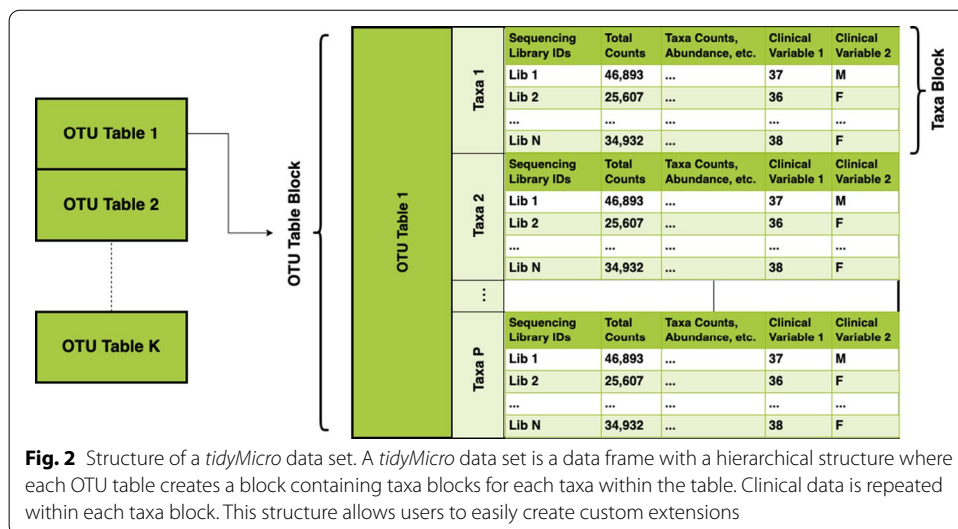 OTU Table 1
OTU Table 2
OTU Table K
OTU Table Block
OTU Table 1
Taxa 1
Sequencing Library IDs Total Counts Taxa Counts, Abundance, etc. Clinical Variable 1 Clinical Variable 2
Lib 1 46,893 ... 37 M
Lib 2 25,607 ... 36 F
... ... ... ...
Lib N 34,932 ... 38 F
Taxa Block
Taxa 2
Sequencing Library IDs Total Counts Taxa Counts, Abundance, etc. Clinical Variable 1 Clinical Variable 2
Lib 1 46,893 ... 37 M
Lib 2 25,607 ... 36 F
... ... ... ...
Lib N 34,932 ... 38 F
...
Taxa P
Sequencing Library IDs Total Counts Taxa Counts, Abundance, etc. Clinical Variable 1 Clinical Variable 2
Lib 1 46,893 ... 37 M
Lib 2 25,607 ... 36 F
... ... ... ...
Lib N 34,932 ... 38 F
Fig. 2 Structure of a tidyMicro data set. A tidyMicro data set is a data frame with a hierarchical structure where
each OTU table creates a block containing taxa blocks for each taxa within the table. Clinical data is repeated
within each taxa block. This structure allows users to easily create custom extensions